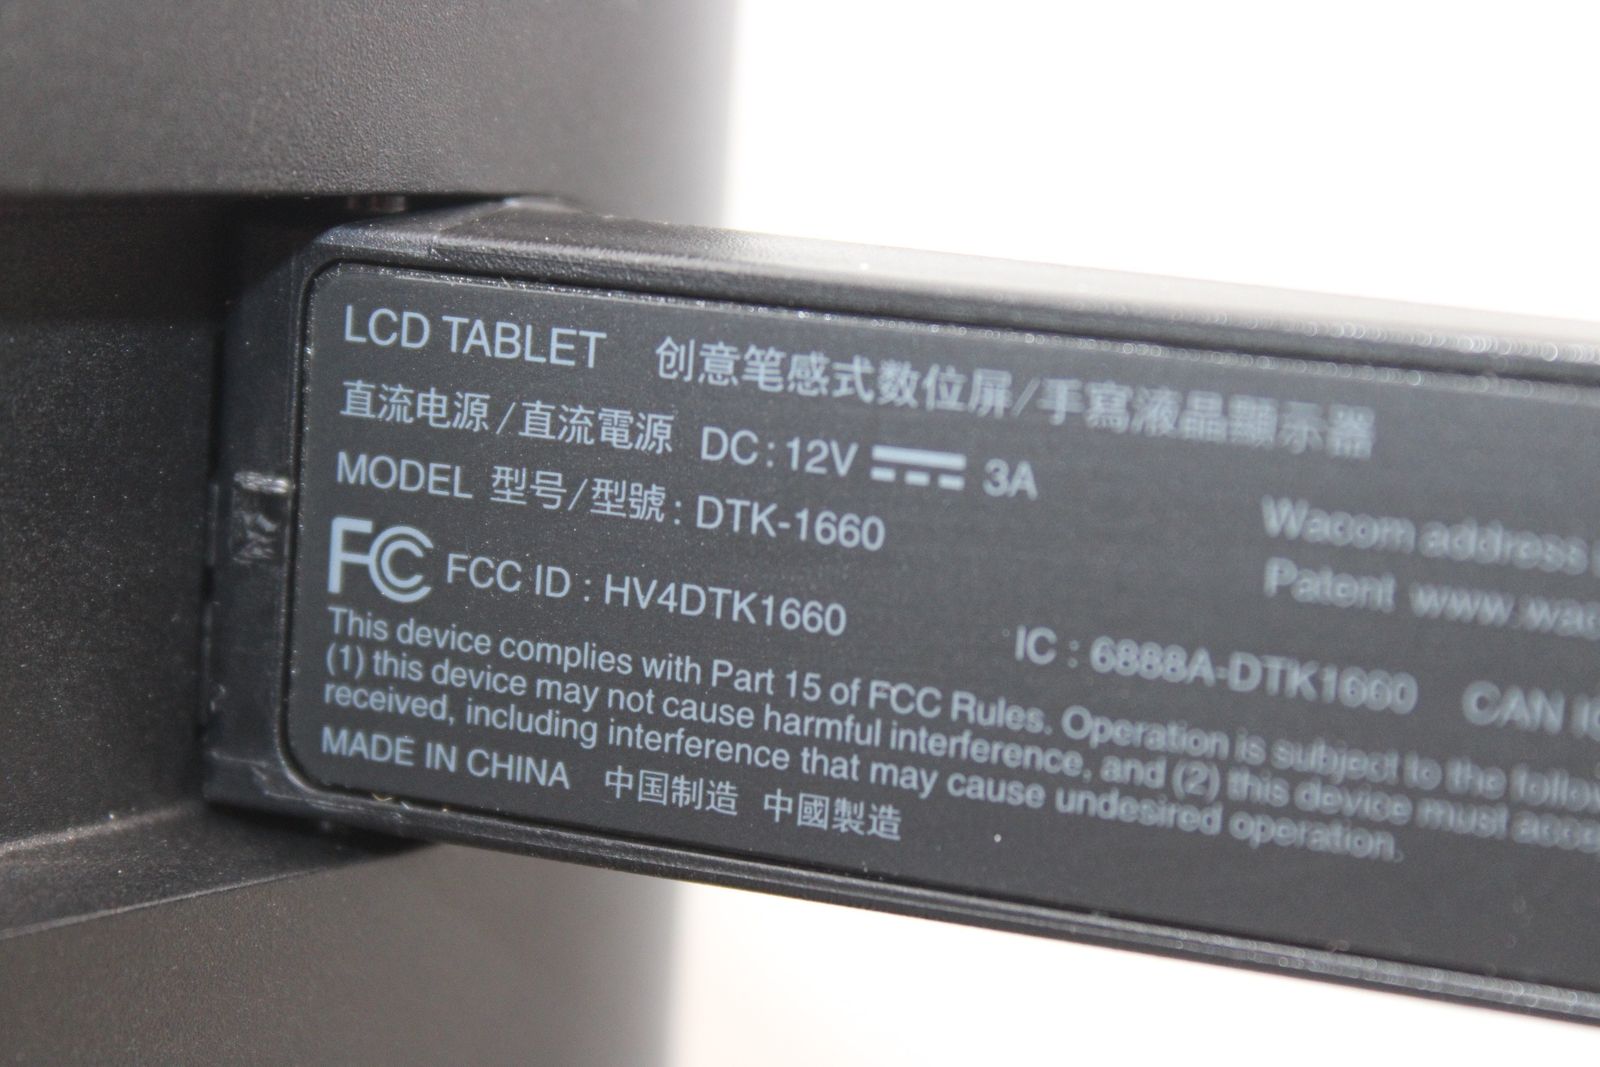 LCD TABLET 创意笔感式数位屏/手寫液晶顯示器
直流电源/直流電源 DC:12V 3A
MODEL 型号/型號: DTK-1660
Wacom address
Patent www.wac
FC FCC ID : HV4DTK1660
IC : 6888A-DTK1660 CAN IC
This device complies with Part 15 of FCC Rules. Operation is subject to the follow
(1) this device may not cause harmful interference, and (2) this device must acce
received, including interference that may cause undesired operation.
MADE IN CHINA 中国制造 中國製造